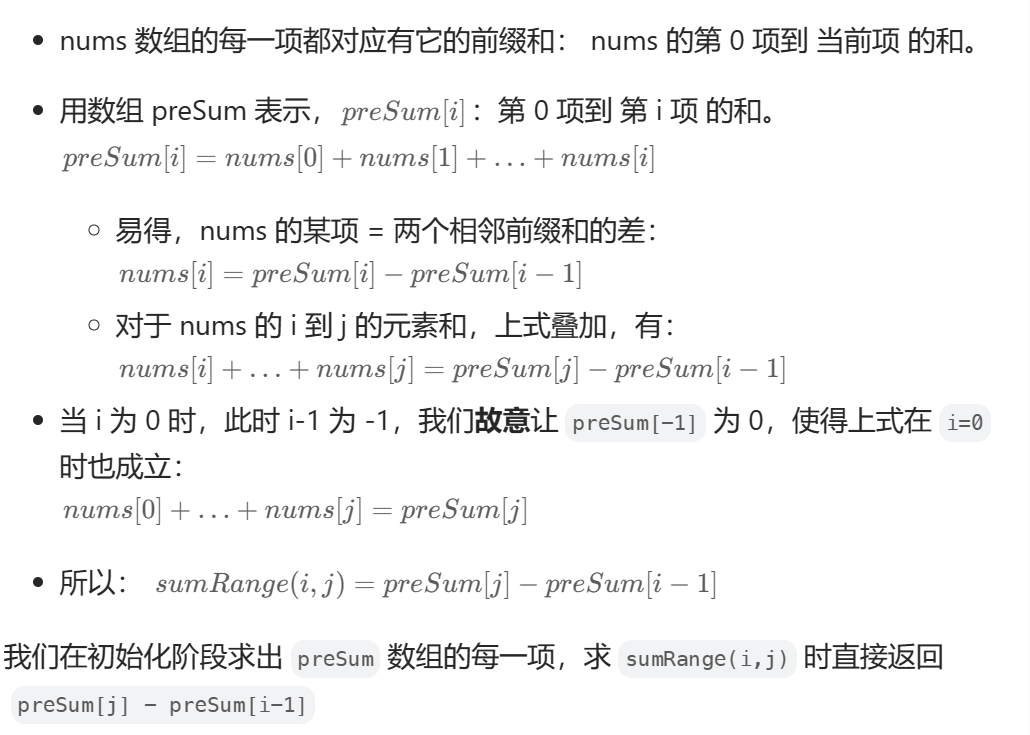 • nums 数组的每一项都对应有它的前缀和： nums 的第 0 项到 当前项 的和。
• 用数组 preSum 表示，preSum[i]：第 0 项到 第 i 项 的和。
preSum[i] = nums[0] + nums[1] + … + nums[i]
○ 易得，nums 的某项 = 两个相邻前缀和的差：
nums[i] = preSum[i] − preSum[i − 1]
○ 对于 nums 的 i 到 j 的元素和，上式叠加，有：
nums[i] + … + nums[j] = preSum[j] − preSum[i − 1]
• 当 i 为 0 时，此时 i-1 为 -1，我们故意让 preSum[−1] 为 0，使得上式在 i=0
时也成立：
nums[0] + … + nums[j] = preSum[j]
• 所以： sumRange(i, j) = preSum[j] − preSum[i − 1]
我们在初始化阶段求出 preSum 数组的每一项，求 sumRange(i,j) 时直接返回
preSum[j] − preSum[i-1]